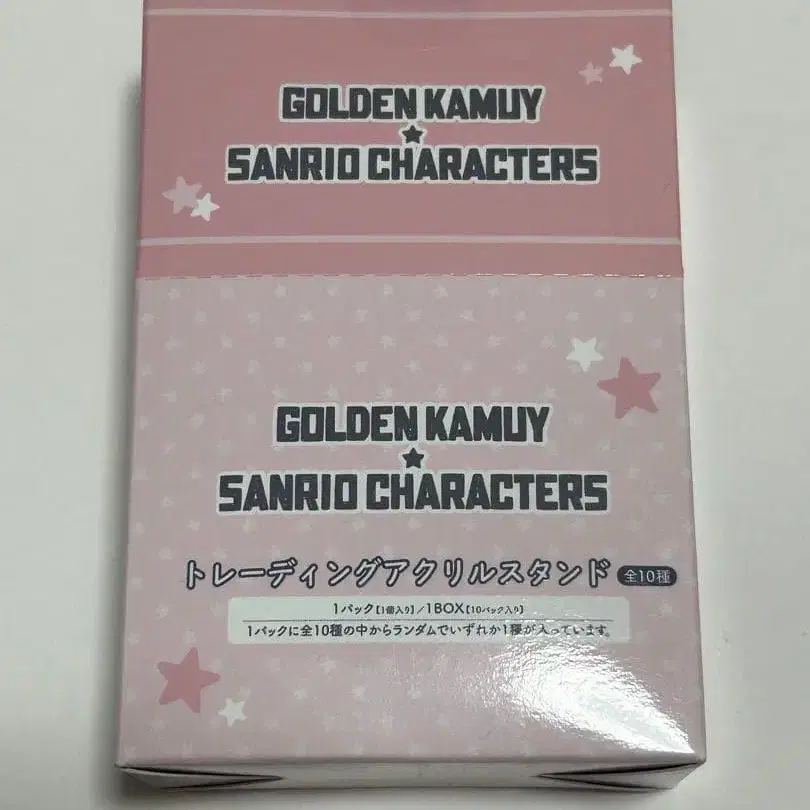 GOLDEN KAMUY
★
SANRIO CHARACTERS
GOLDEN KAMUY
★
SANRIO CHARACTERS
トレーディングアクリルスタンド 全10種
1パック【1個入り】/1BOX【10パック入り】
1パックに全10種の中からランダムでいずれか1種が入っています。